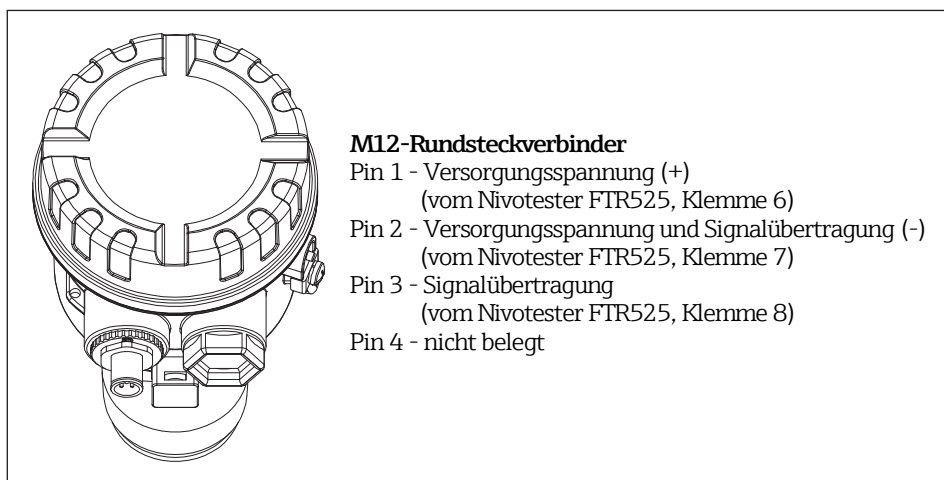 M12-Rundsteckverbinder
Pin 1 - Versorgungsspannung (+)
(vom Nivotester FTR525, Klemme 6)
Pin 2 - Versorgungsspannung und Signalübertragung (-)
(vom Nivotester FTR525, Klemme 7)
Pin 3 - Signalübertragung
(vom Nivotester FTR525, Klemme 8)
Pin 4 - nicht belegt